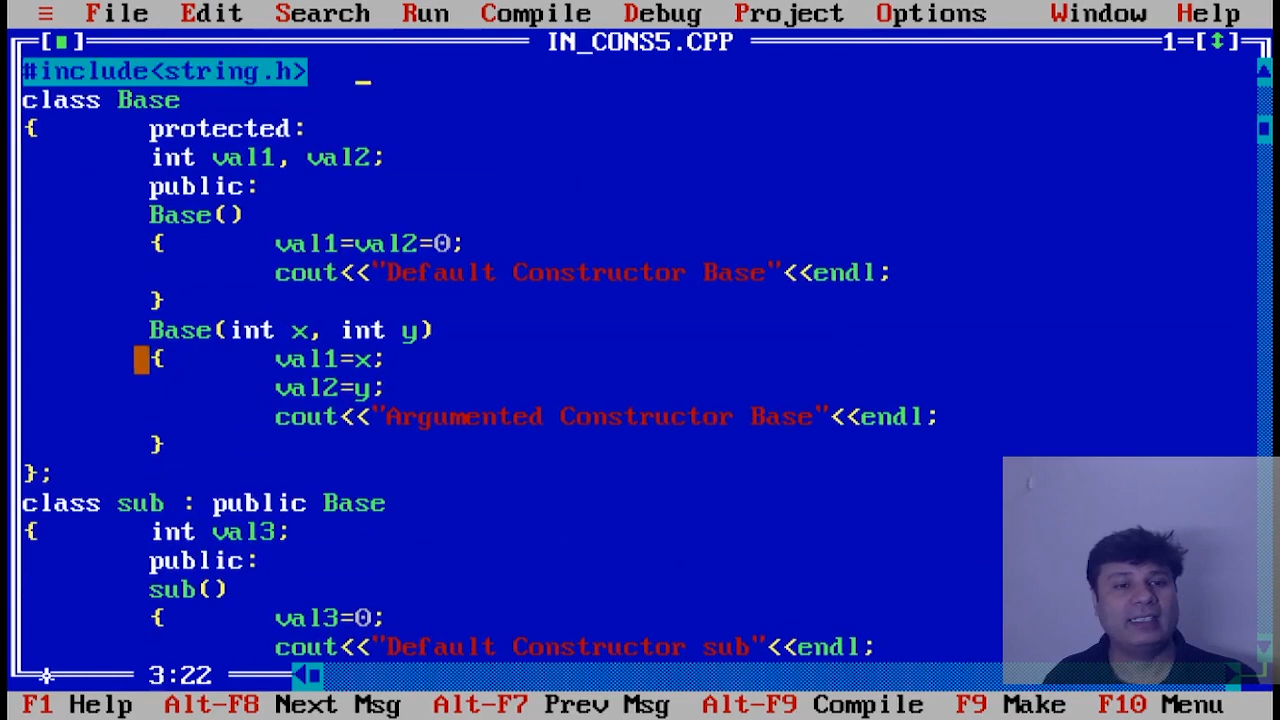 ≡ File Edit Search Run Compile Debug Project Options Window Help
[■] IN_CONS5.CPP 1=[↕]
#include<string.h>
class Base
{ protected:
int val1, val2;
public:
Base()
{ val1=val2=0;
cout<<"Default Constructor Base"<<endl;
}
Base(int x, int y)
{ val1=x;
val2=y;
cout<<"Argumented Constructor Base"<<endl;
}
};
class sub : public Base
{ int val3;
public:
sub()
{ val3=0;
cout<<"Default Constructor sub"<<endl;
3:22
F1 Help Alt-F8 Next Msg Alt-F7 Prev Msg Alt-F9 Compile F9 Make F10 Menu